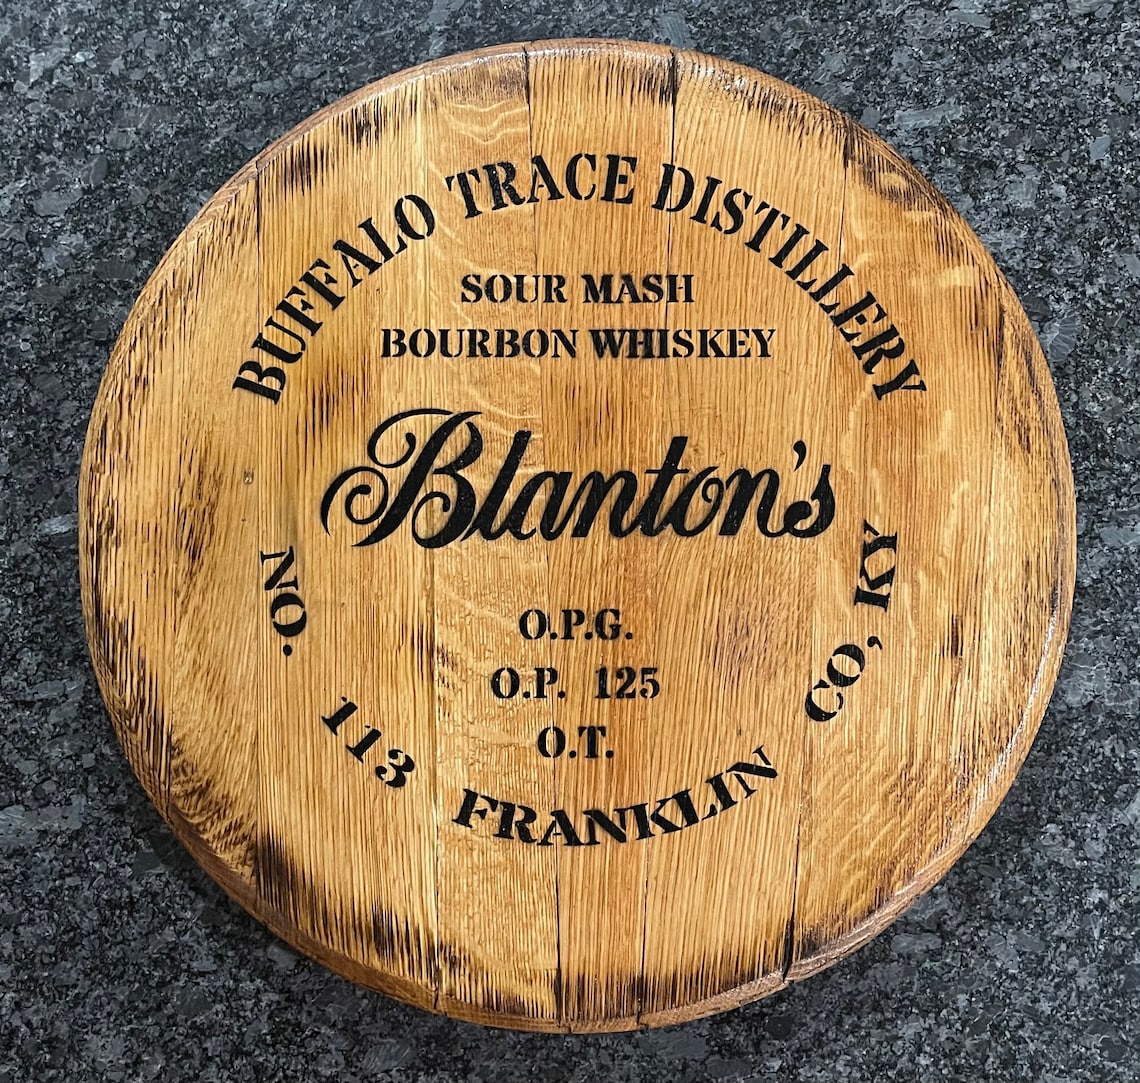 BUFFALO TRACE DISTILLERY
SOUR MASH
BOURBON WHISKEY
Blanton's
O.P.G.
O.P. 125
O.T.
NO. 113 FRANKLIN CO, KY